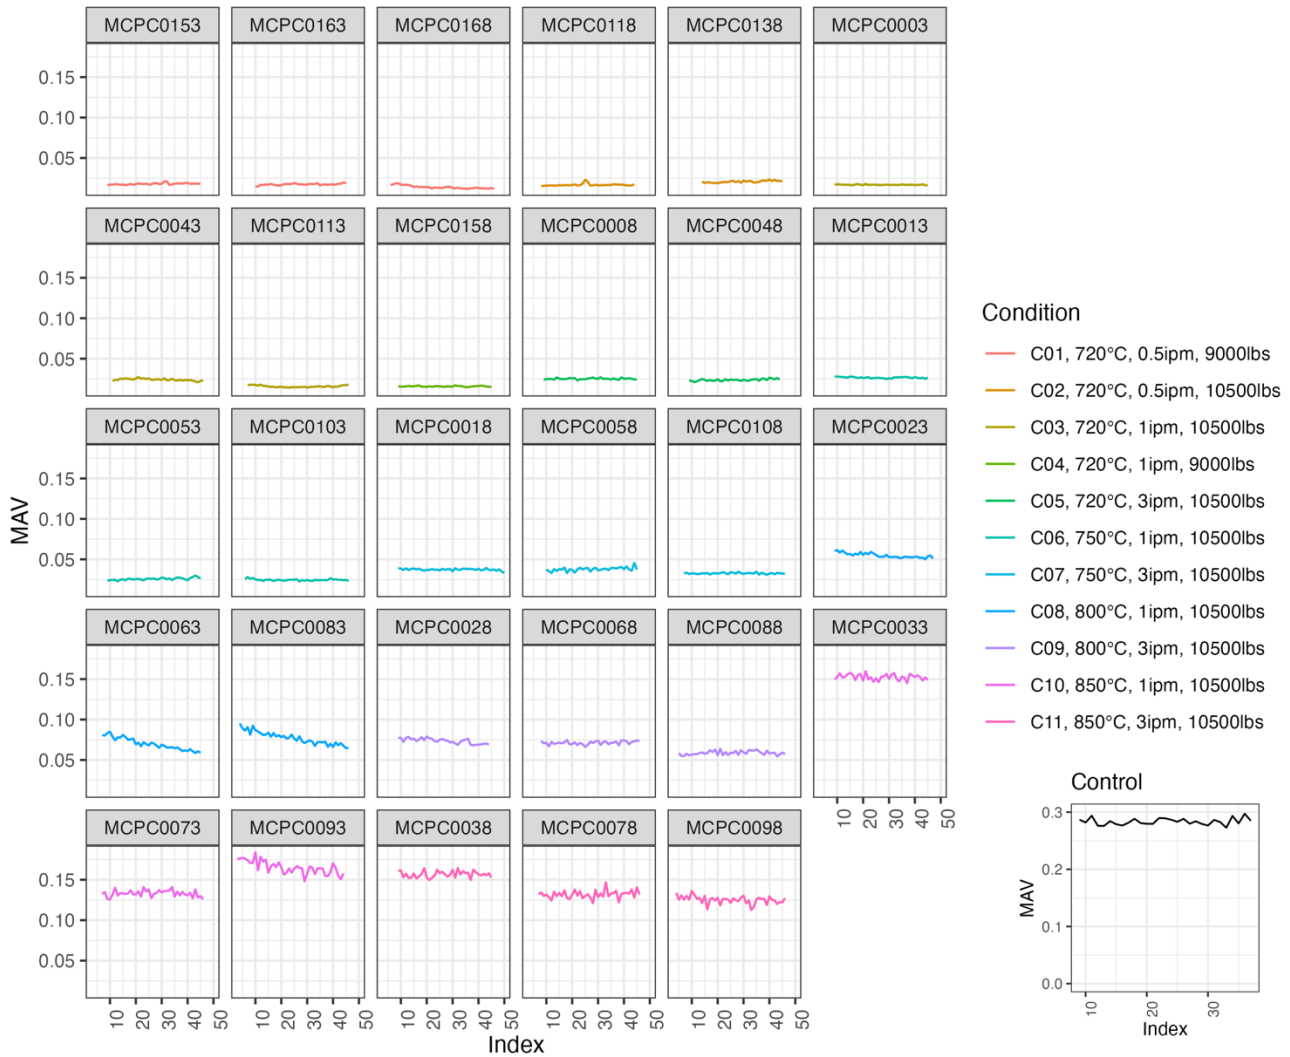 MCPC0153 MCPC0163 MCPC0168 MCPC0118 MCPC0138 MCPC0003
0.15
0.10
0.05
MCPC0043 MCPC0113 MCPC0158 MCPC0008 MCPC0048 MCPC0013
0.15
0.10
0.05
MCPC0053 MCPC0103 MCPC0018 MCPC0058 MCPC0108 MCPC0023
0.15
0.10
0.05
MCPC0063 MCPC0083 MCPC0028 MCPC0068 MCPC0088 MCPC0033
0.15
0.10
0.05
10 20 30 40 50
MCPC0073 MCPC0093 MCPC0038 MCPC0078 MCPC0098
0.15
0.10
0.05
10 20 30 40 50 10 20 30 40 50 10 20 30 40 50 10 20 30 40 50 10 20 30 40 50
MAV
Index
Condition
C01, 720°C, 0.5ipm, 9000lbs
C02, 720°C, 0.5ipm, 10500lbs
C03, 720°C, 1ipm, 10500lbs
C04, 720°C, 1ipm, 9000lbs
C05, 720°C, 3ipm, 10500lbs
C06, 750°C, 1ipm, 10500lbs
C07, 750°C, 3ipm, 10500lbs
C08, 800°C, 1ipm, 10500lbs
C09, 800°C, 3ipm, 10500lbs
C10, 850°C, 1ipm, 10500lbs
C11, 850°C, 3ipm, 10500lbs
Control
0.3
0.2
0.1
0.0
MAV
10 20 30
Index